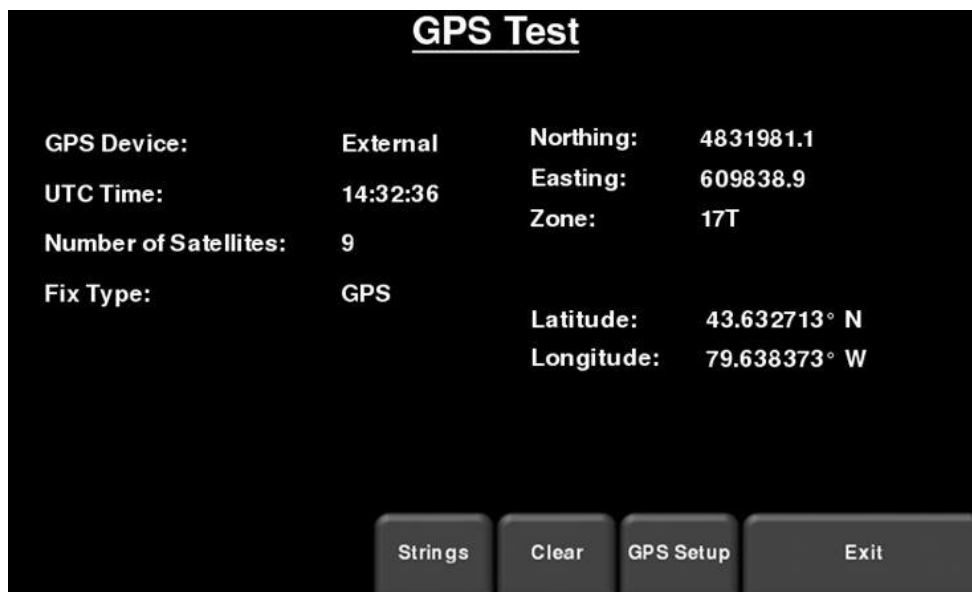 GPS Test
GPS Device: External
UTC Time: 14:32:36
Number of Satellites: 9
Fix Type: GPS
Northing: 4831981.1
Easting: 609838.9
Zone: 17T
Latitude: 43.632713° N
Longitude: 79.638373° W
Strings
Clear
GPS Setup
Exit